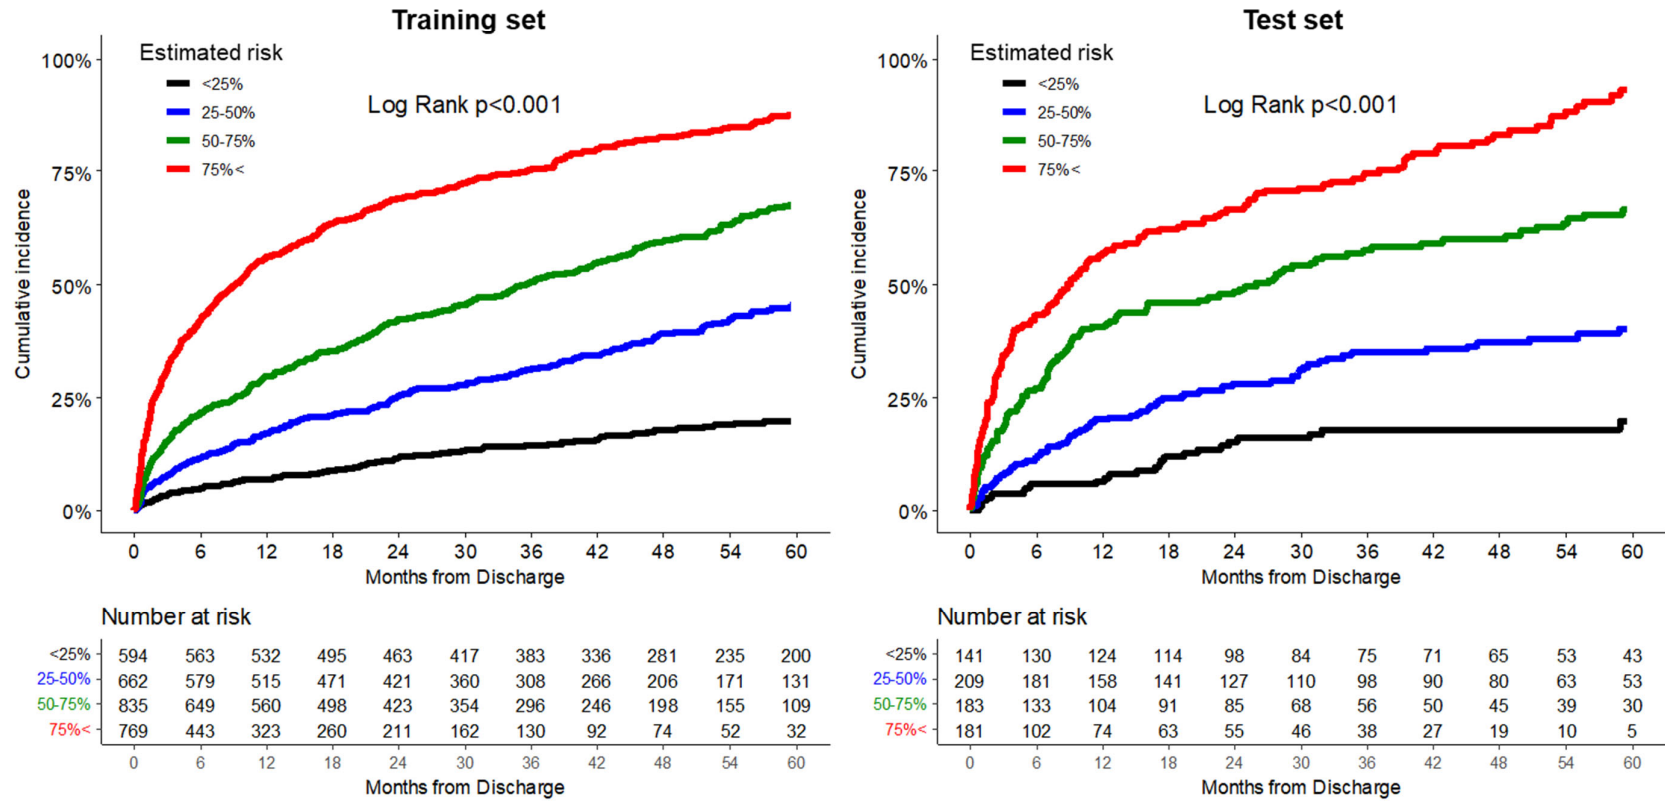 Training set
Estimated risk
<25%
25-50%
50-75%
75%<
Log Rank p<0.001
Cumulative incidence
100%
75%
50%
25%
0%
0 6 12 18 24 30 36 42 48 54 60
Months from Discharge
Number at risk
<25% 594 563 532 495 463 417 383 336 281 235 200
25-50% 662 579 515 471 421 360 308 266 206 171 131
50-75% 835 649 560 498 423 354 296 246 198 155 109
75%< 769 443 323 260 211 162 130 92 74 52 32
0 6 12 18 24 30 36 42 48 54 60
Months from Discharge
Test set
Estimated risk
<25%
25-50%
50-75%
75%<
Log Rank p<0.001
Cumulative incidence
100%
75%
50%
25%
0%
0 6 12 18 24 30 36 42 48 54 60
Months from Discharge
Number at risk
<25% 141 130 124 114 98 84 75 71 65 53 43
25-50% 209 181 158 141 127 110 98 90 80 63 53
50-75% 183 133 104 91 85 68 56 50 45 39 30
75%< 181 102 74 63 55 46 38 27 19 10 5
0 6 12 18 24 30 36 42 48 54 60
Months from Discharge